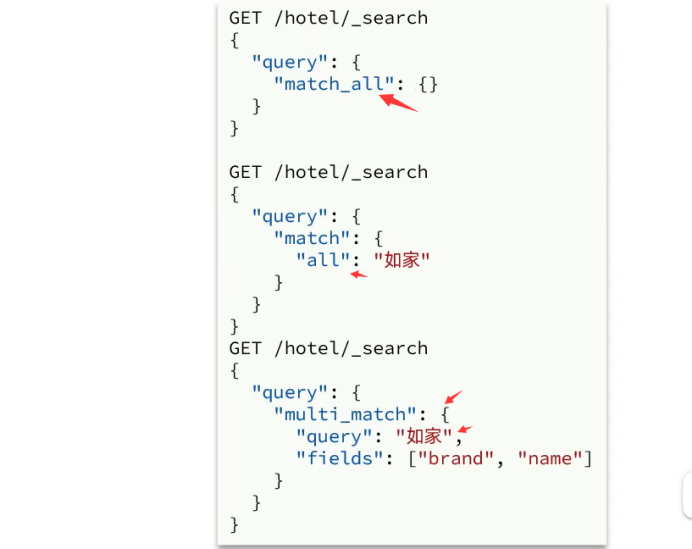 GET /hotel/_search
{
  "query": {
    "match_all": {}
  }
}
GET /hotel/_search
{
  "query": {
    "match": {
      "all": "如家"
    }
  }
}
GET /hotel/_search
{
  "query": {
    "multi_match": {
      "query": "如家",
      "fields": ["brand", "name"]
    }
  }
}